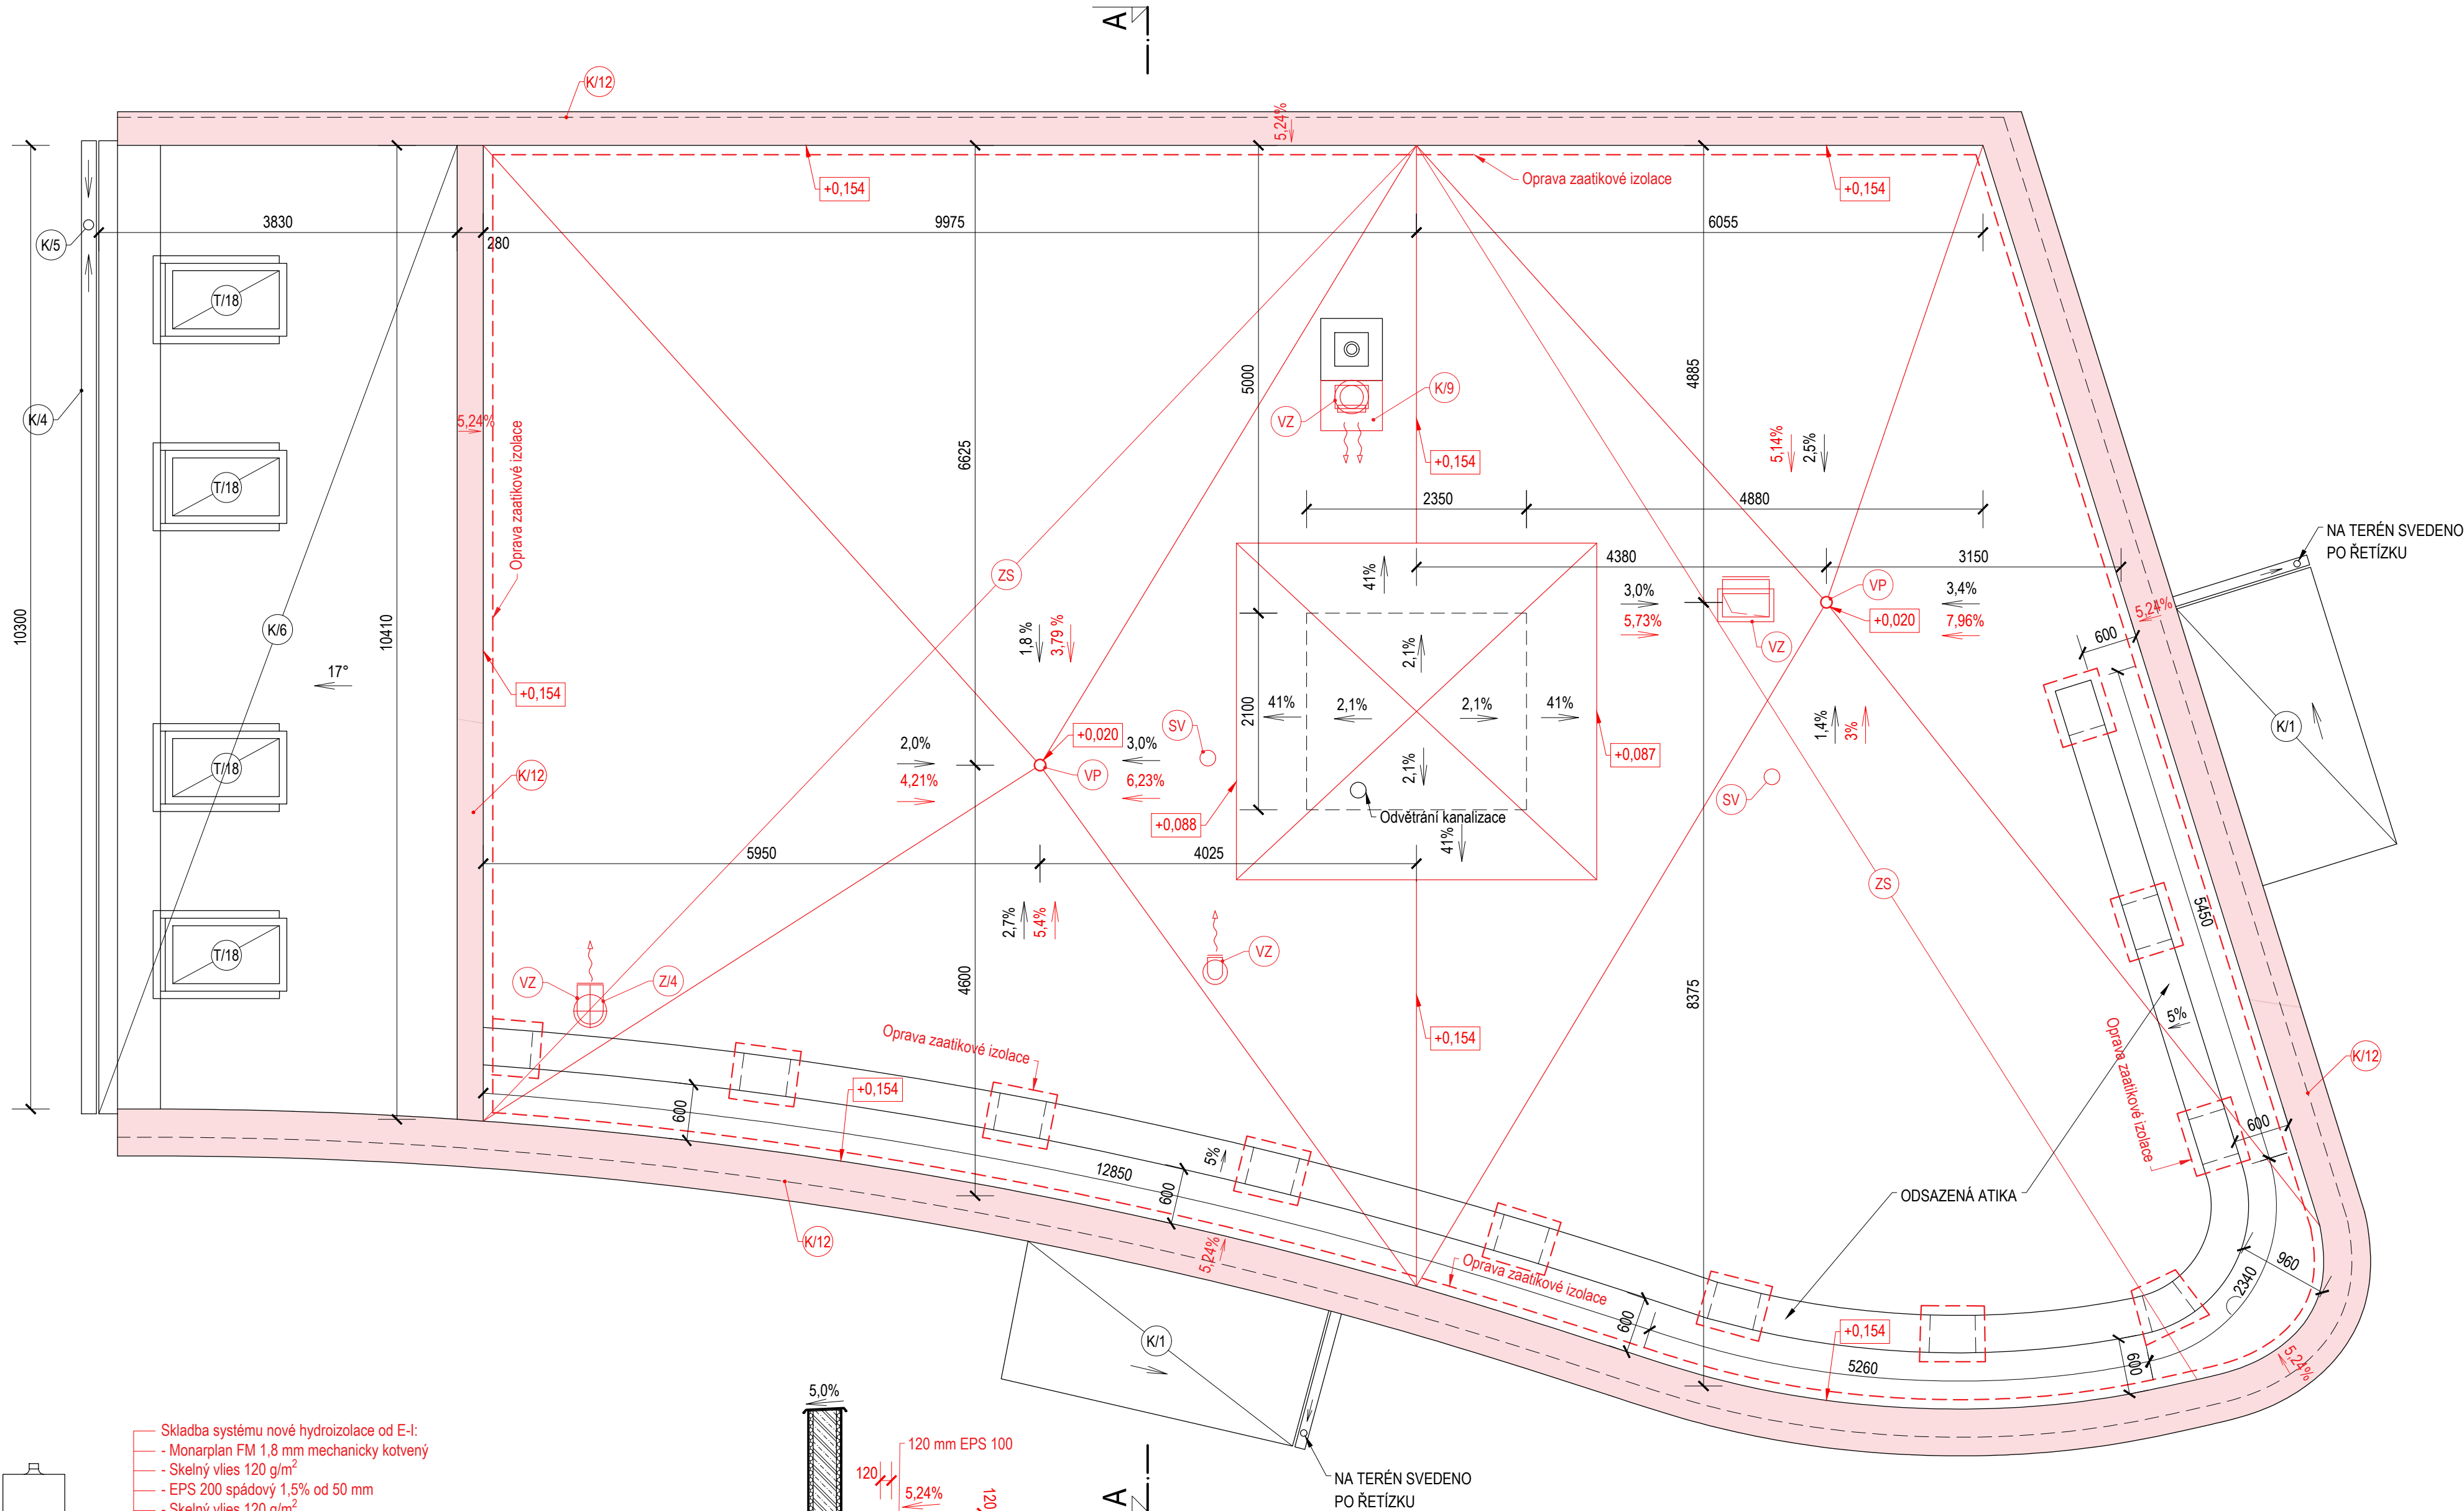 A
K/12
5,24%
+0,154
Oprava zaatikové izolace
+0,154
3830
280
9975
6055
K/5
T/18
K/4
5,24%
Oprava zaatikové izolace
6625
5000
4885
VZ
K/9
+0,154
5,14%
2,5%
T/18
2350
4880
NA TERÉN SVEDENO
PO ŘETÍZKU
10300
K/6
10410
17°
ZS
41%
4380
3150
3,0%
5,73%
VP
+0,020
3,4%
7,96%
VZ
5,24%
600
1,8 %
3,79 %
2,1%
+0,154
2100
41%
2,1%
2,1%
41%
SV
1,4%
3%
K/1
+0,020
2,0%
3,0%
4,21%
VP
6,23%
2,1%
+0,087
T/18
K/12
SV
Odvětrání kanalizace
+0,088
41%
5950
4025
ZS
5450
2,7%
5,4%
T/18
VZ
Z/4
VZ
4600
8375
5%
Oprava zaatikové izolace
Oprava zaatikové izolace
+0,154
+0,154
K/12
600
600
12850
5%
600
ODSAZENÁ ATIKA
K/12
5,24%
Oprava zaatikové izolace
960
2340
600
+0,154
5260
600
5,24%
K/1
5,0%
Skladba systému nové hydroizolace od E-I:
- Monarplan FM 1,8 mm mechanicky kotvený
- Skelný vlies 120 g/m²
- EPS 200 spádový 1,5% od 50 mm
- Skelný vlies 120 g/m²
120 mm EPS 100
120
5,24%
120
A
NA TERÉN SVEDENO
PO ŘETÍZKU